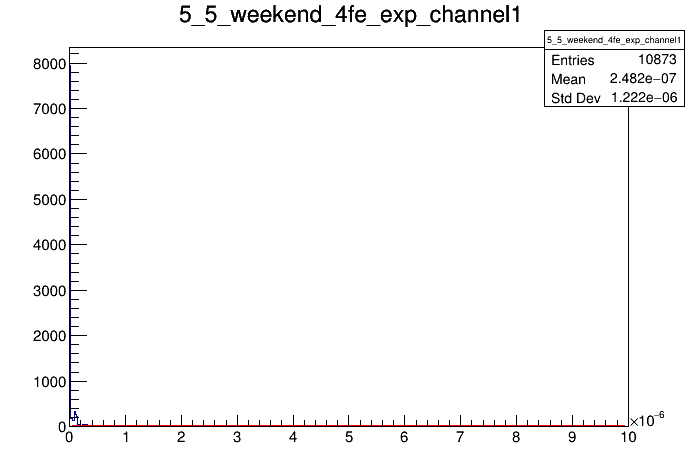 5_5_weekend_4fe_exp_channel1
5_5_weekend_4fe_exp_channel1
Entries 10873
Mean 2.482e−07
Std Dev 1.222e−06
8000
7000
6000
5000
4000
3000
2000
1000
0
0 1 2 3 4 5 6 7 8 9 10
×10⁻⁶